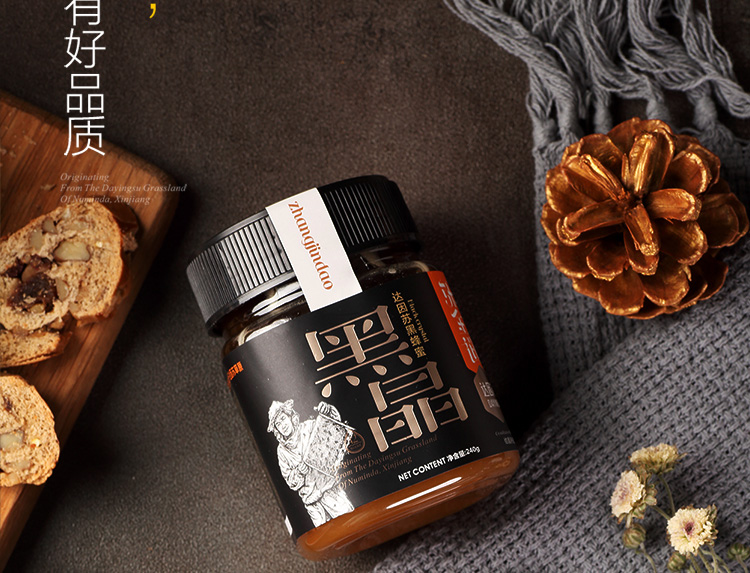 有好品质
Originating
From The Dayingsu Grassland
Of Numinda, Xinjiang
zhangjindao
达因苏黑蜂蜜
黑晶
Originating
From The Dayingsu Grassland
Of Numinda, Xinjiang
NET CONTENT 净含量:240g